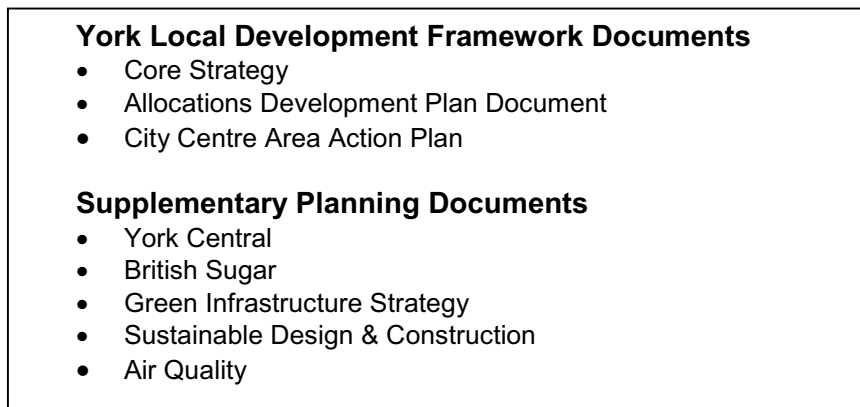 York Local Development Framework Documents
• Core Strategy
• Allocations Development Plan Document
• City Centre Area Action Plan
Supplementary Planning Documents
• York Central
• British Sugar
• Green Infrastructure Strategy
• Sustainable Design & Construction
• Air Quality